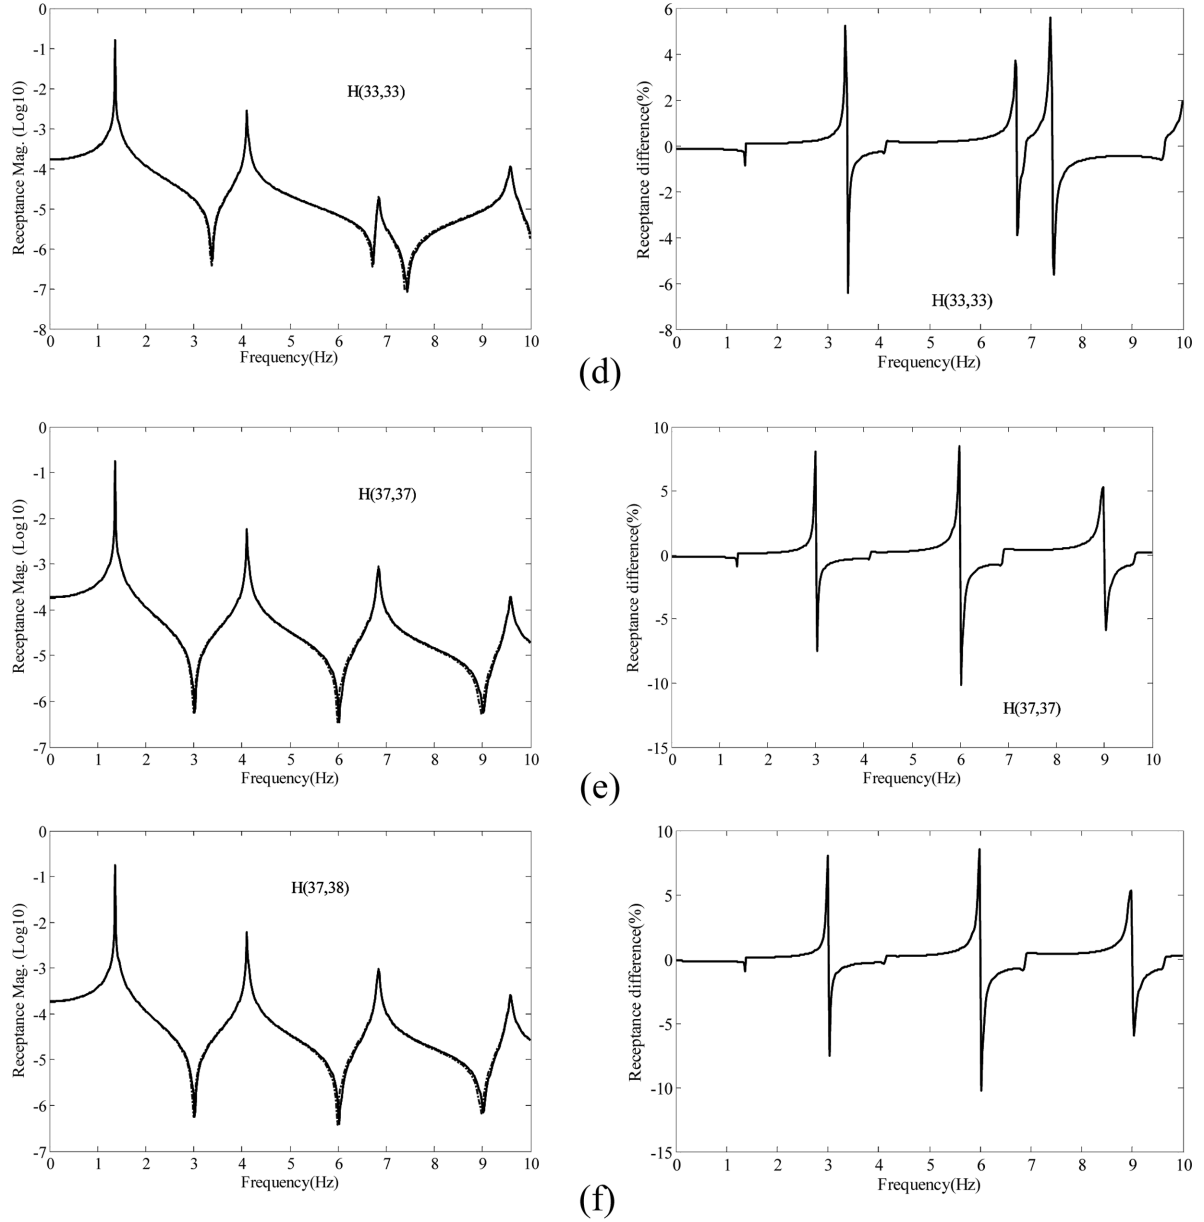 0
-1
-2
-3
-4
-5
-6
-7
-8
0 1 2 3 4 5 6 7 8 9 10
Receptance Mag. (Log10)
Frequency(Hz)
H(33,33)
6
4
2
0
-2
-4
-6
-8
0 1 2 3 4 5 6 7 8 9 10
Receptance difference(%)
Frequency(Hz)
H(33,33)
(d)
0
-1
-2
-3
-4
-5
-6
-7
0 1 2 3 4 5 6 7 8 9 10
Receptance Mag. (Log10)
Frequency(Hz)
H(37,37)
10
5
0
-5
-10
-15
0 1 2 3 4 5 6 7 8 9 10
Receptance difference(%)
Frequency(Hz)
H(37,37)
(e)
0
-1
-2
-3
-4
-5
-6
-7
0 1 2 3 4 5 6 7 8 9 10
Receptance Mag. (Log10)
Frequency(Hz)
H(37,38)
10
5
0
-5
-10
-15
0 1 2 3 4 5 6 7 8 9 10
Receptance difference(%)
Frequency(Hz)
(f)